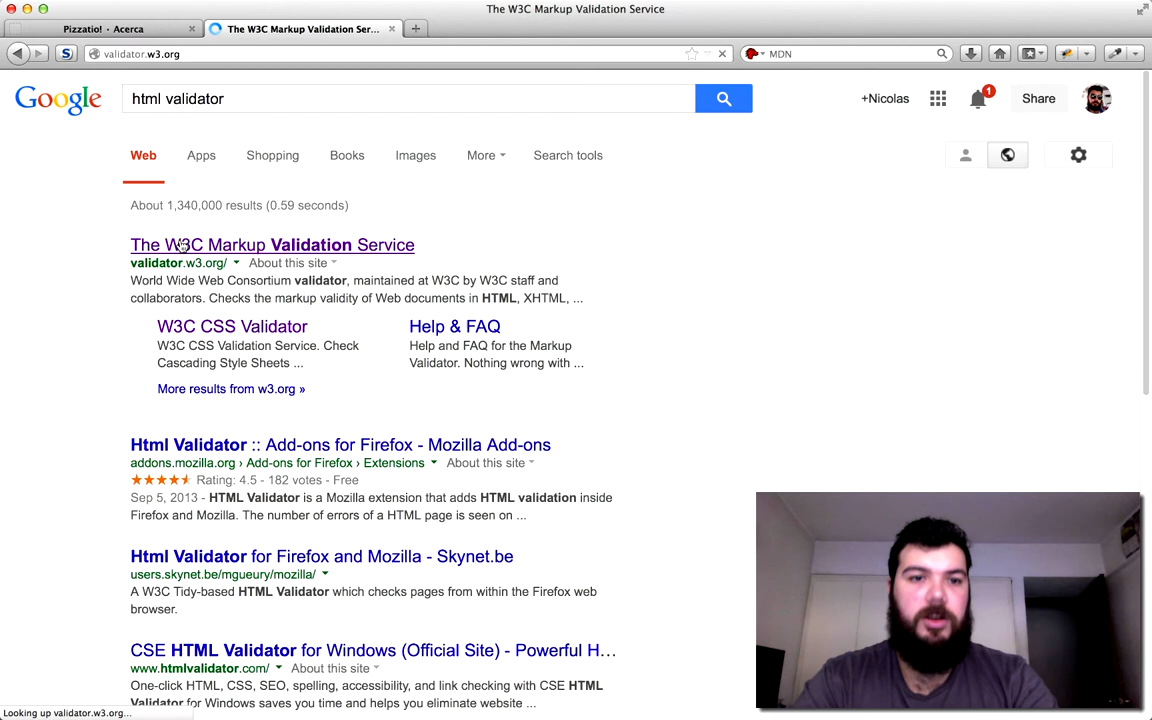 The W3C Markup Validation Service
Pizzatio! · Acerca
The W3C Markup Validation Ser...
validator.w3.org
MDN
Google
html validator
+Nicolas
1
Share
Web
Apps
Shopping
Books
Images
More
Search tools
About 1,340,000 results (0.59 seconds)
The W3C Markup Validation Service
validator.w3.org/ About this site
World Wide Web Consortium validator, maintained at W3C by W3C staff and
collaborators. Checks the markup validity of Web documents in HTML, XHTML, ...
W3C CSS Validator
W3C CSS Validation Service. Check
Cascading Style Sheets ...
Help & FAQ
Help and FAQ for the Markup
Validator. Nothing wrong with ...
More results from w3.org »
Html Validator :: Add-ons for Firefox - Mozilla Add-ons
addons.mozilla.org › Add-ons for Firefox › Extensions About this site
Rating: 4.5 - 182 votes - Free
Sep 5, 2013 - HTML Validator is a Mozilla extension that adds HTML validation inside
Firefox and Mozilla. The number of errors of a HTML page is seen on ...
Html Validator for Firefox and Mozilla - Skynet.be
users.skynet.be/mgueury/mozilla/
A W3C Tidy-based HTML Validator which checks pages from within the Firefox web
browser.
CSE HTML Validator for Windows (Official Site) - Powerful H...
www.htmlvalidator.com/ About this site
One-click HTML, CSS, SEO, spelling, accessibility, and link checking with CSE HTML
Validator for Windows saves you time and helps you eliminate website ...
Looking up validator.w3.org...